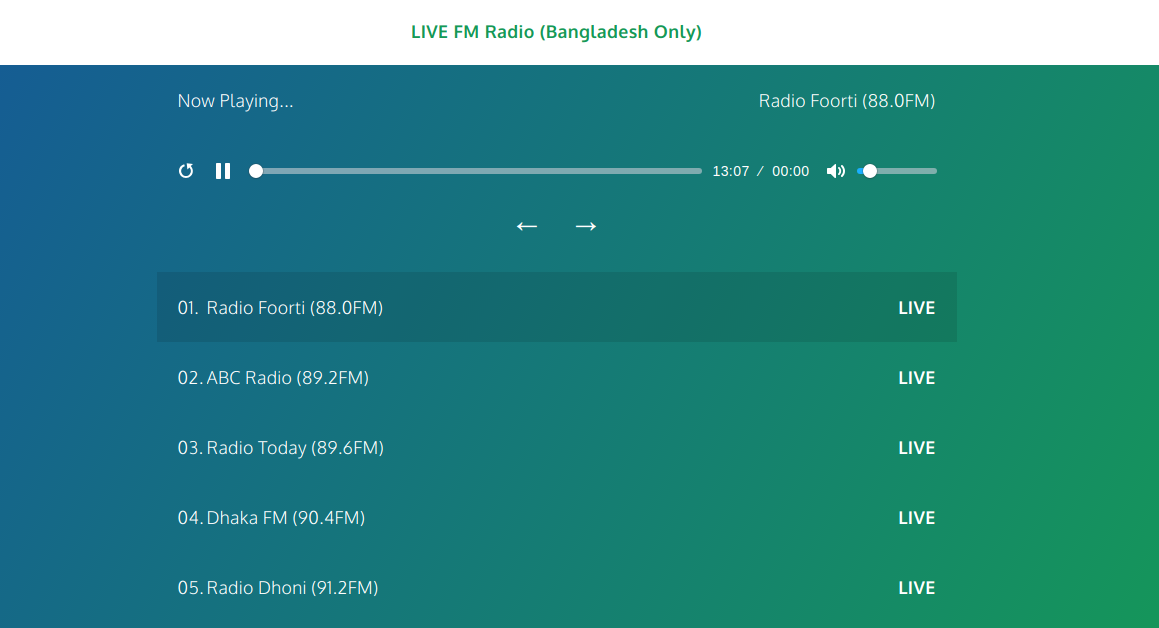 LIVE FM Radio (Bangladesh Only)
Now Playing... Radio Foorti (88.0FM)
13:07 / 00:00
← →
01. Radio Foorti (88.0FM) LIVE
02. ABC Radio (89.2FM) LIVE
03. Radio Today (89.6FM) LIVE
04. Dhaka FM (90.4FM) LIVE
05. Radio Dhoni (91.2FM) LIVE